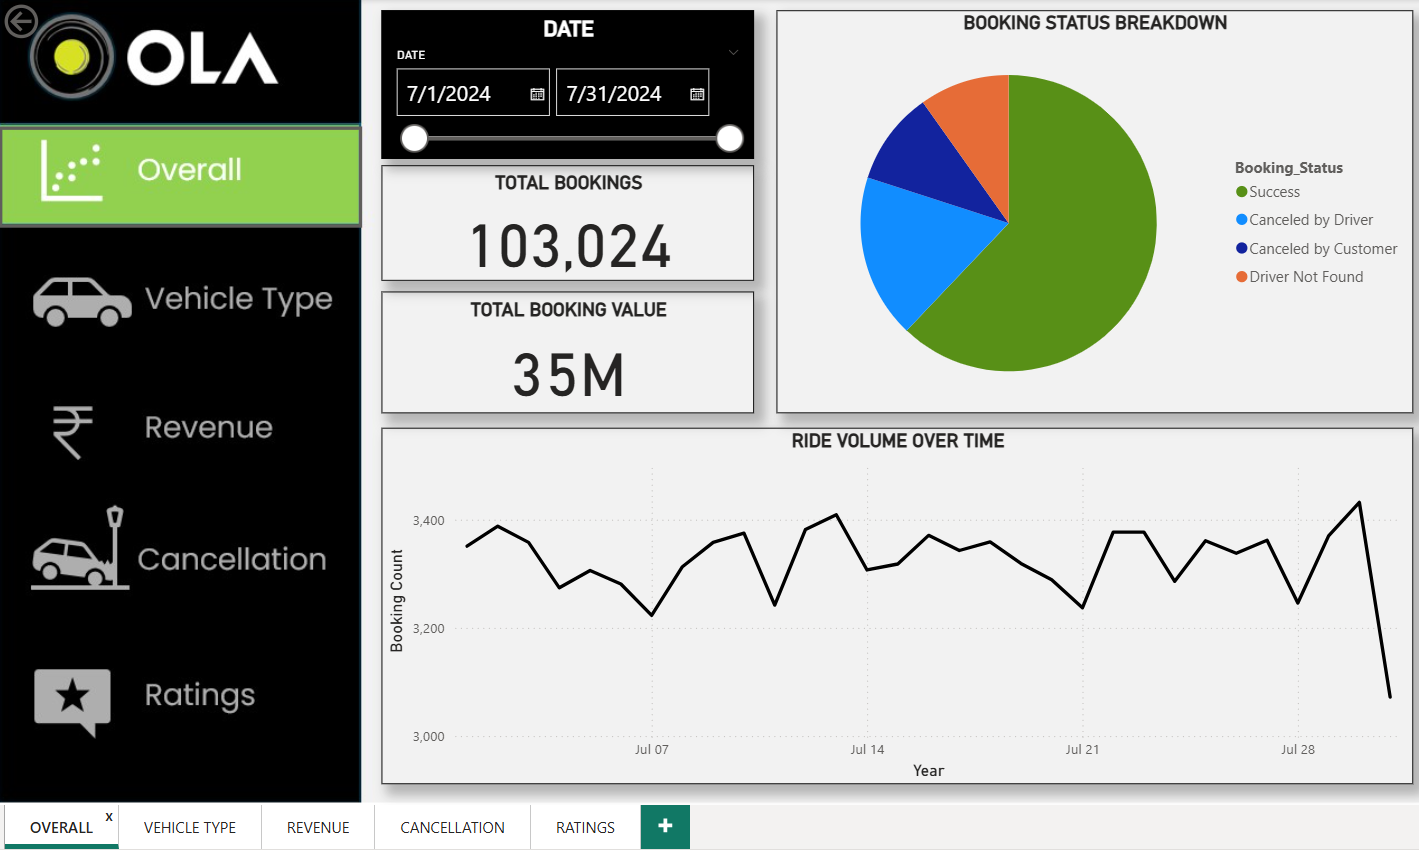 OLA
Overall
Vehicle Type
Revenue
Cancellation
Ratings
DATE
DATE
7/1/2024
7/31/2024
TOTAL BOOKINGS
103,024
TOTAL BOOKING VALUE
35M
BOOKING STATUS BREAKDOWN
Booking_Status
Success
Canceled by Driver
Canceled by Customer
Driver Not Found
RIDE VOLUME OVER TIME
Booking Count
3,400
3,200
3,000
Jul 07
Jul 14
Jul 21
Jul 28
Year
OVERALL x
VEHICLE TYPE
REVENUE
CANCELLATION
RATINGS
+